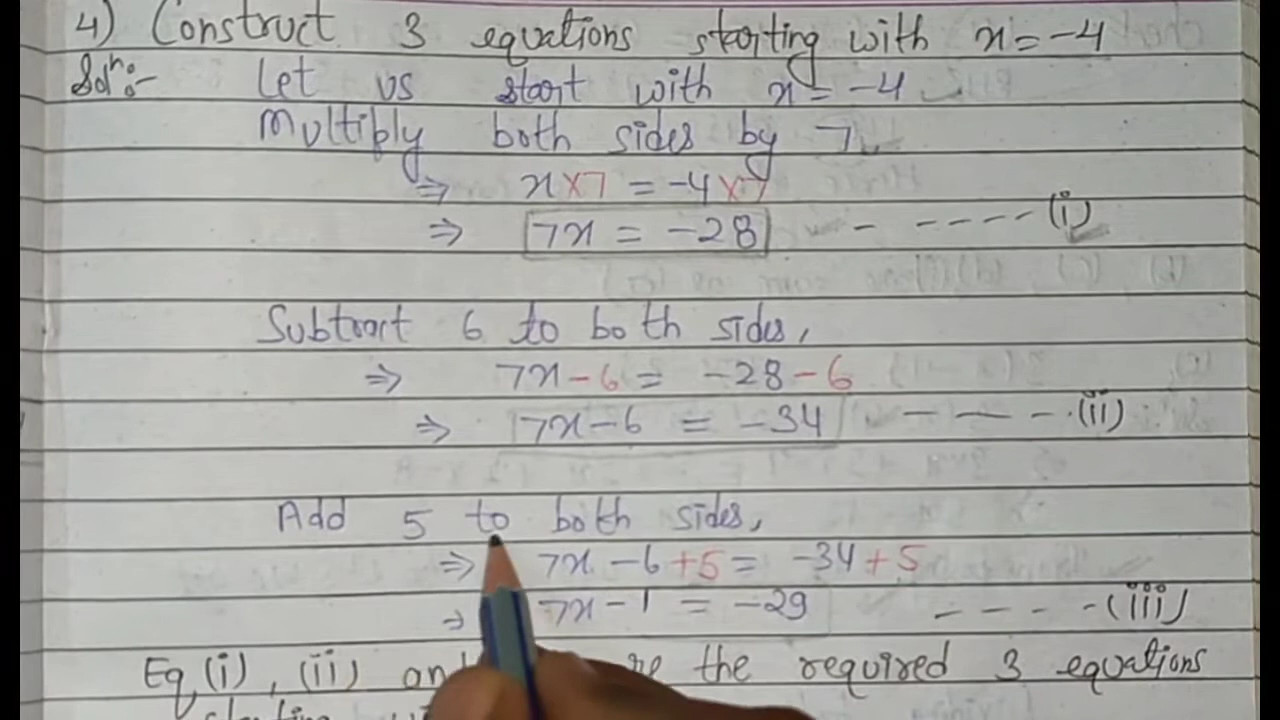 4) Construct 3 equations starting with x = -4
Solⁿ:- Let us start with x = -4
Multiply both sides by 7
⇒ x×7 = -4×7
⇒ 7x = -28 - - - - - (i)
Subtract 6 to both sides,
⇒ 7x - 6 = -28 - 6
⇒ 7x - 6 = -34 - - - - (ii)
Add 5 to both sides,
⇒ 7x - 6 + 5 = -34 + 5
⇒ 7x - 1 = -29 - - - - (iii)
Eq (i), (ii) the required 3 equations